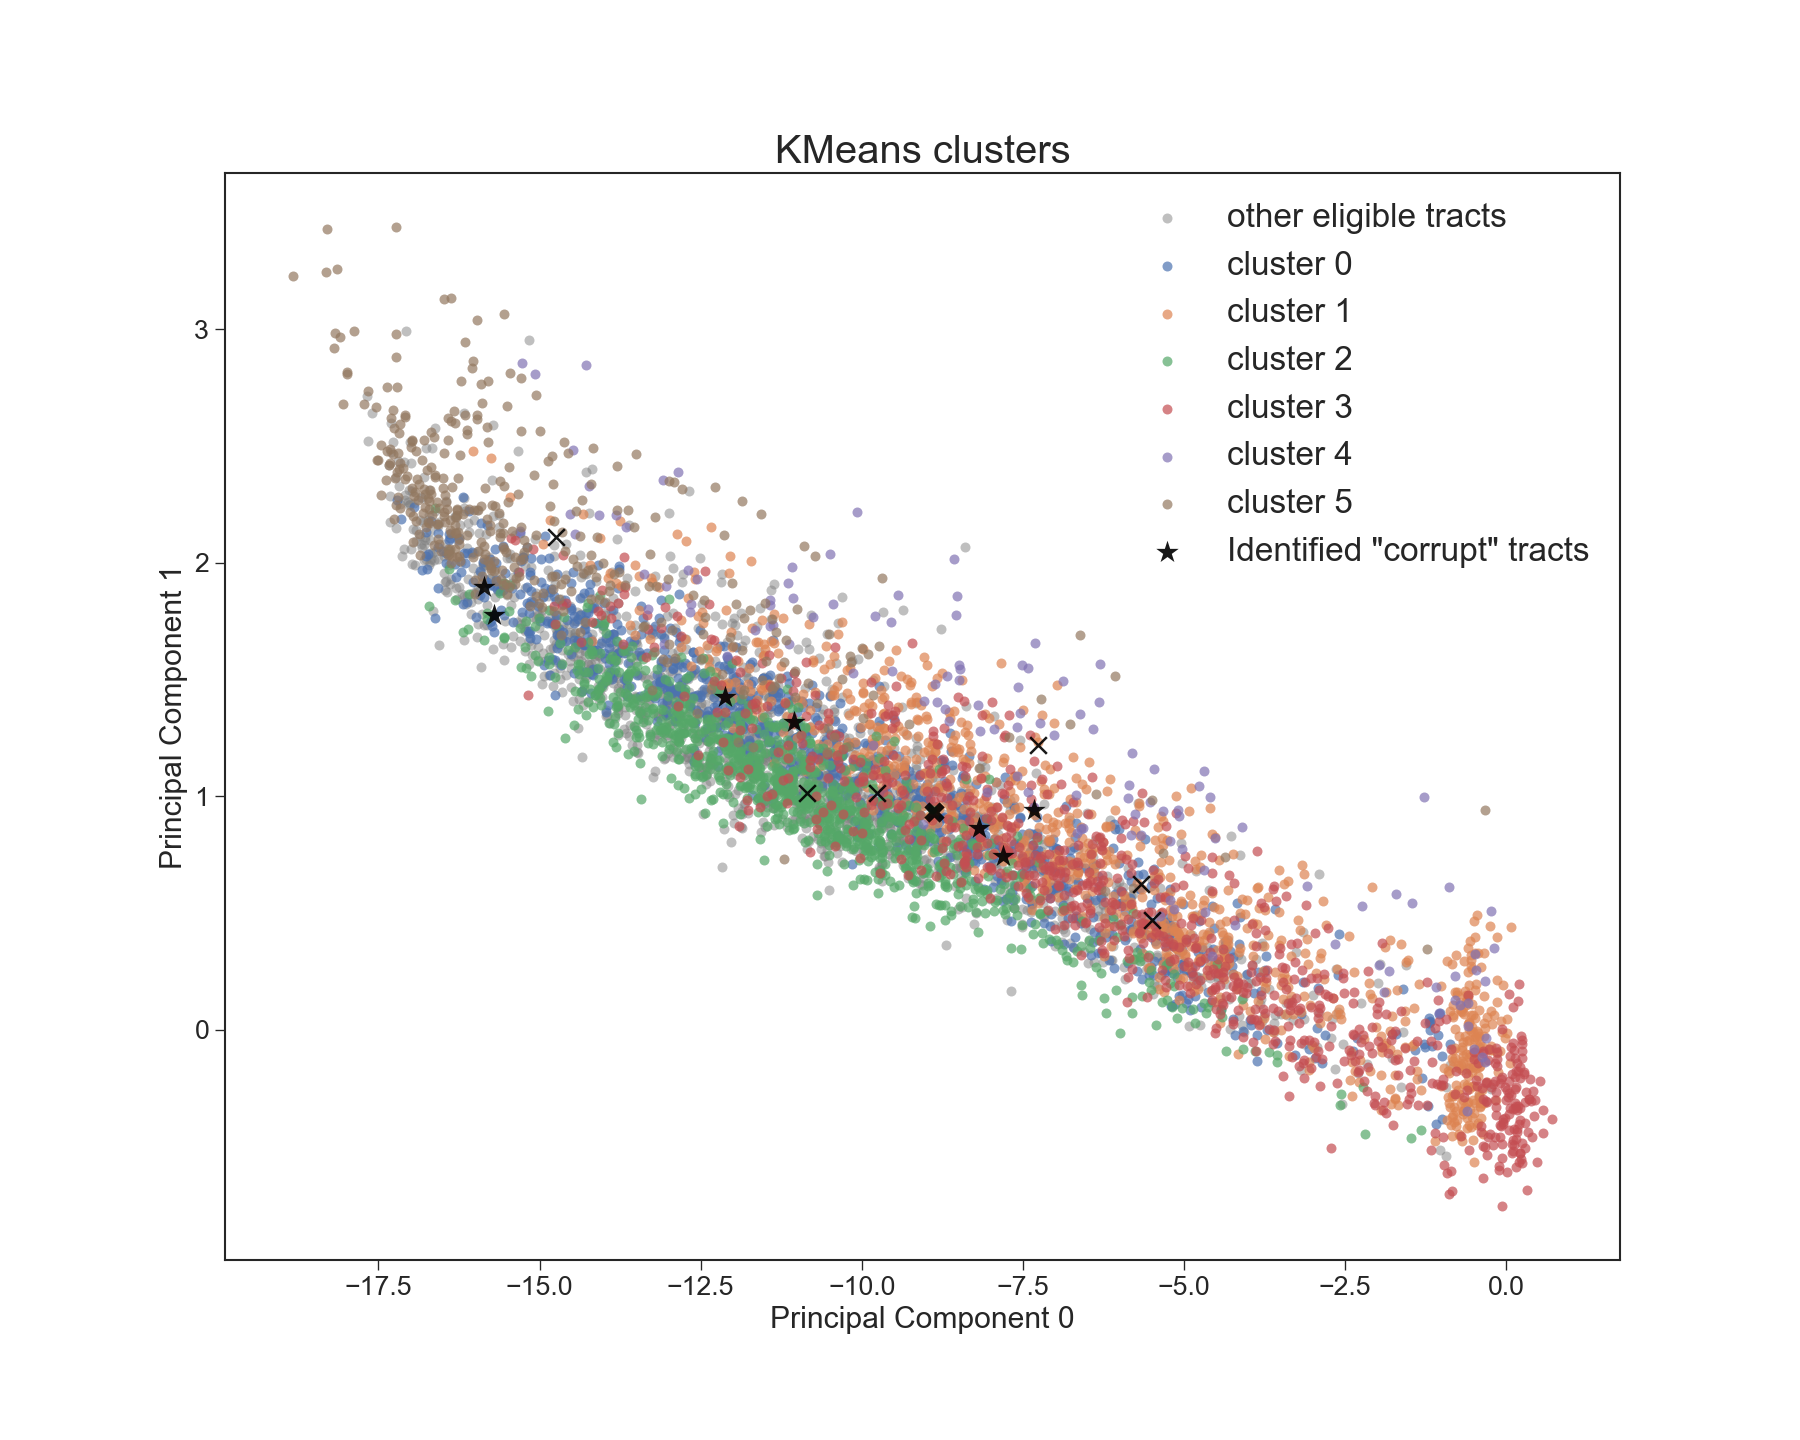 KMeans clusters
other eligible tracts
cluster 0
cluster 1
cluster 2
cluster 3
cluster 4
cluster 5
Identified "corrupt" tracts
3
2
1
0
Principal Component 1
−17.5 −15.0 −12.5 −10.0 −7.5 −5.0 −2.5 0.0
Principal Component 0